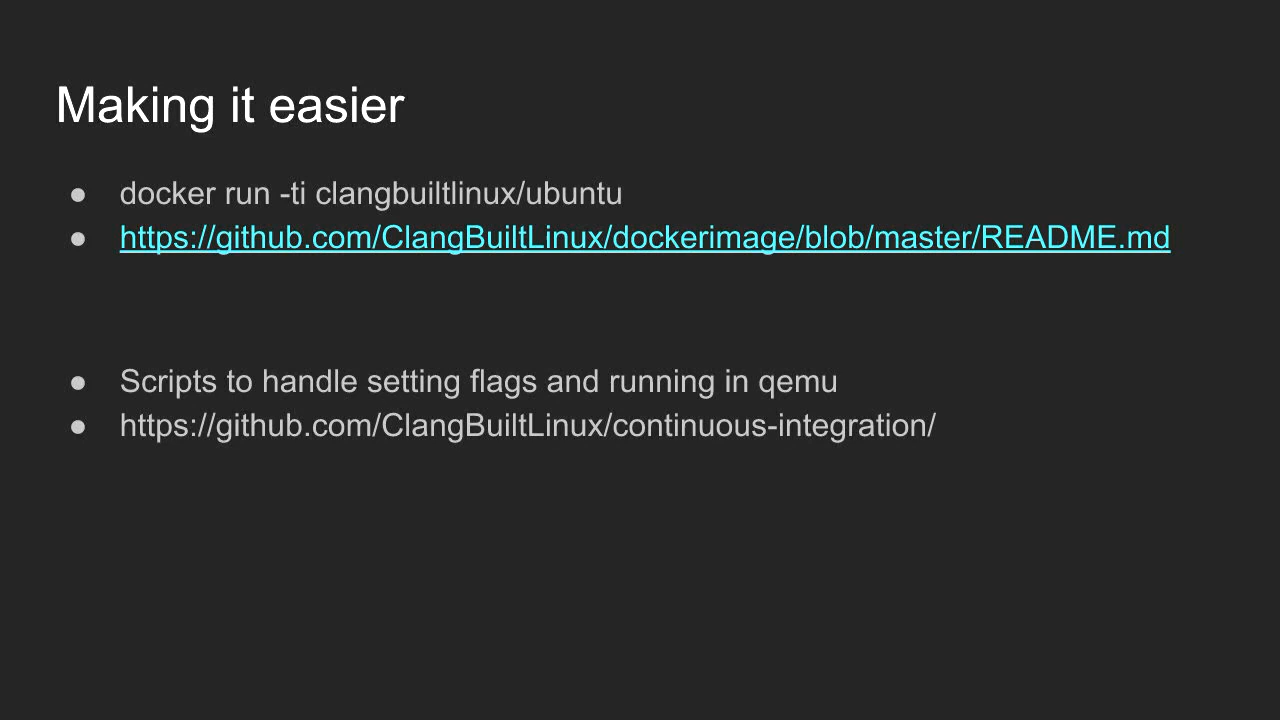 Making it easier
● docker run -ti clangbuiltlinux/ubuntu
● https://github.com/ClangBuiltLinux/dockerimage/blob/master/README.md
● Scripts to handle setting flags and running in qemu
● https://github.com/ClangBuiltLinux/continuous-integration/